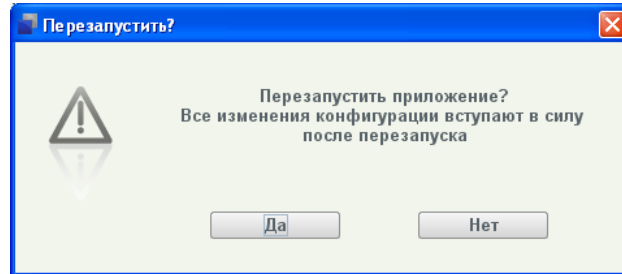 Перезапустить?
Перезапустить приложение?
Все изменения конфигурации вступают в силу
после перезапуска
Да
Нет